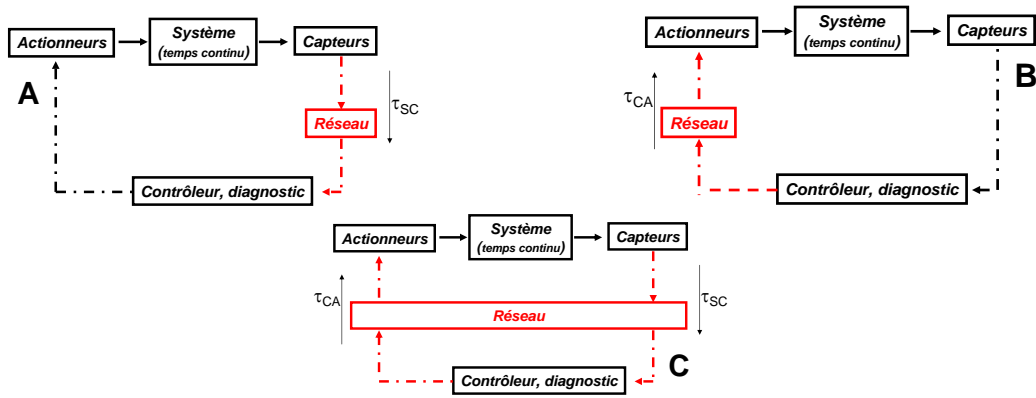 Actionneurs
Système
(temps continu)
Capteurs
A
τSC
Réseau
Contrôleur, diagnostic
Actionneurs
Système
(temps continu)
Capteurs
B
τCA
Réseau
Contrôleur, diagnostic
Actionneurs
Système
(temps continu)
Capteurs
τCA
τSC
Réseau
C
Contrôleur, diagnostic